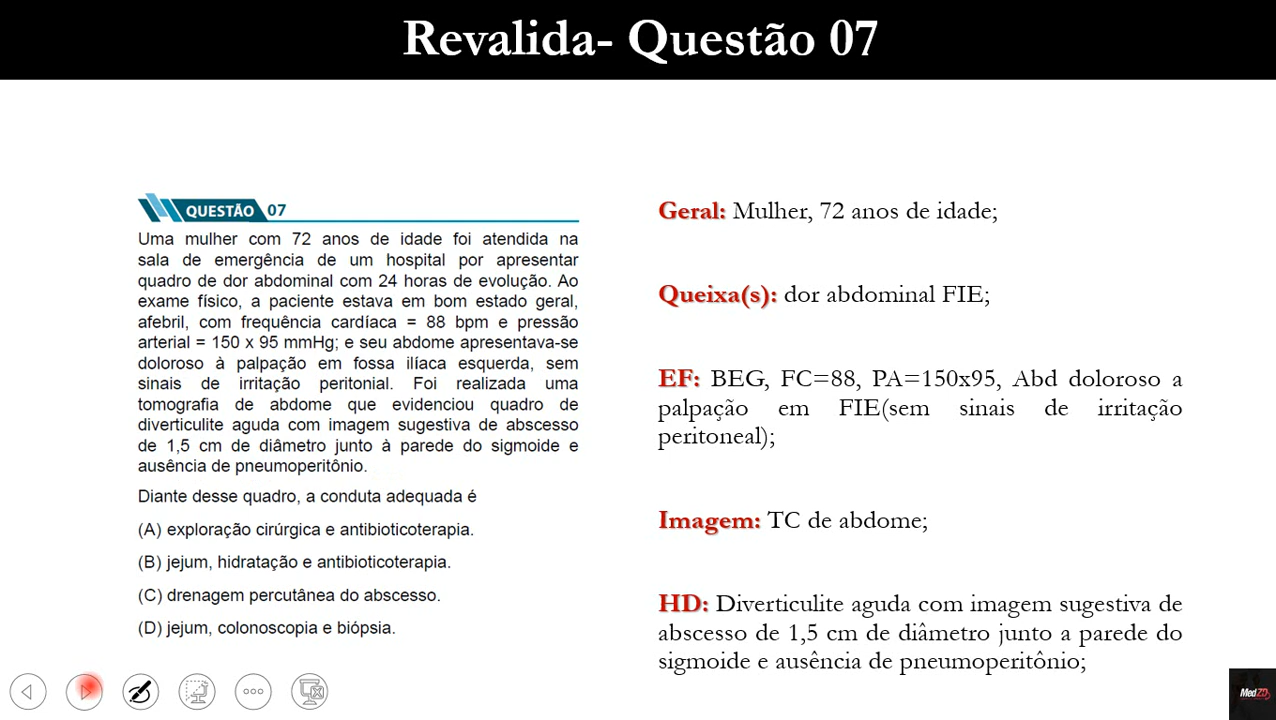 Revalida- Questão 07
QUESTÃO 07
Uma mulher com 72 anos de idade foi atendida na
sala de emergência de um hospital por apresentar
quadro de dor abdominal com 24 horas de evolução. Ao
exame físico, a paciente estava em bom estado geral,
afebril, com frequência cardíaca = 88 bpm e pressão
arterial = 150 x 95 mmHg; e seu abdome apresentava-se
doloroso à palpação em fossa ilíaca esquerda, sem
sinais de irritação peritonial. Foi realizada uma
tomografia de abdome que evidenciou quadro de
diverticulite aguda com imagem sugestiva de abscesso
de 1,5 cm de diâmetro junto à parede do sigmoide e
ausência de pneumoperitônio.
Diante desse quadro, a conduta adequada é
(A) exploração cirúrgica e antibioticoterapia.
(B) jejum, hidratação e antibioticoterapia.
(C) drenagem percutânea do abscesso.
(D) jejum, colonoscopia e biópsia.
Geral: Mulher, 72 anos de idade;
Queixa(s): dor abdominal FIE;
EF: BEG, FC=88, PA=150x95, Abd doloroso a
palpação em FIE(sem sinais de irritação
peritoneal);
Imagem: TC de abdome;
HD: Diverticulite aguda com imagem sugestiva de
abscesso de 1,5 cm de diâmetro junto a parede do
sigmoide e ausência de pneumoperitônio;
MedZD